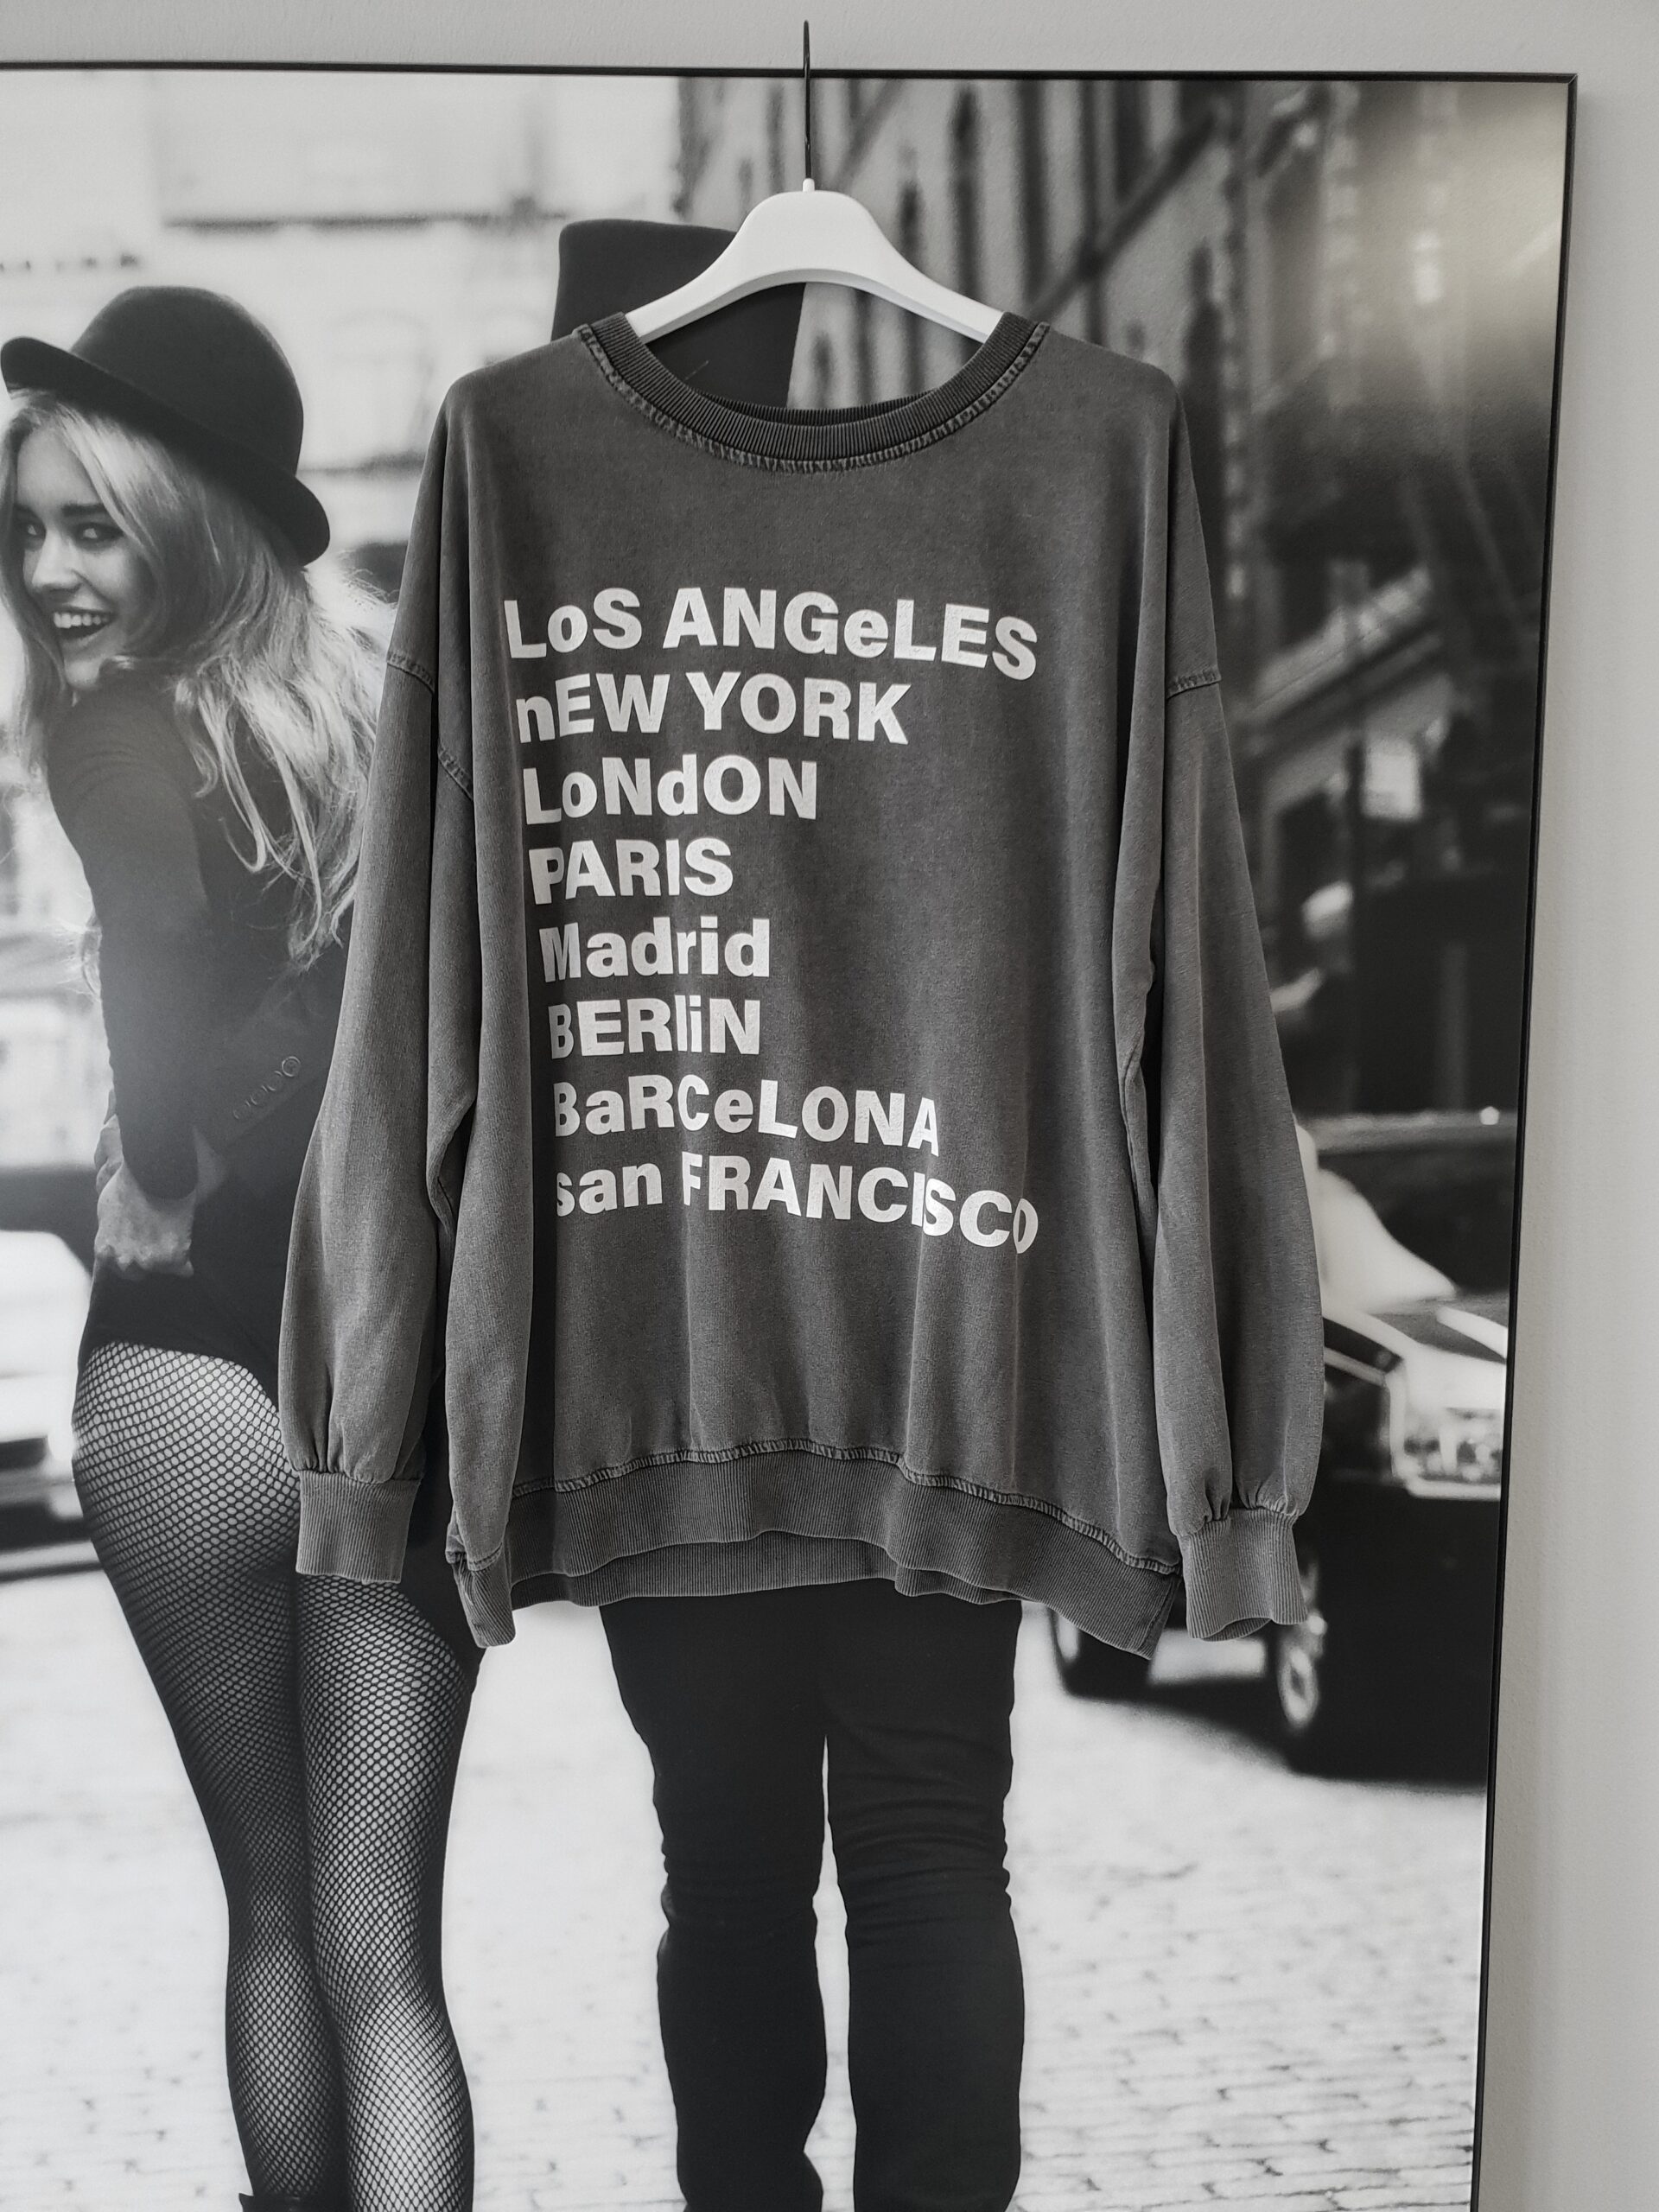 LoS ANGeLES
nEW YORK
LoNdON
PARIS
Madrid
BERliN
BaRCeLONA
san FRANCISCO